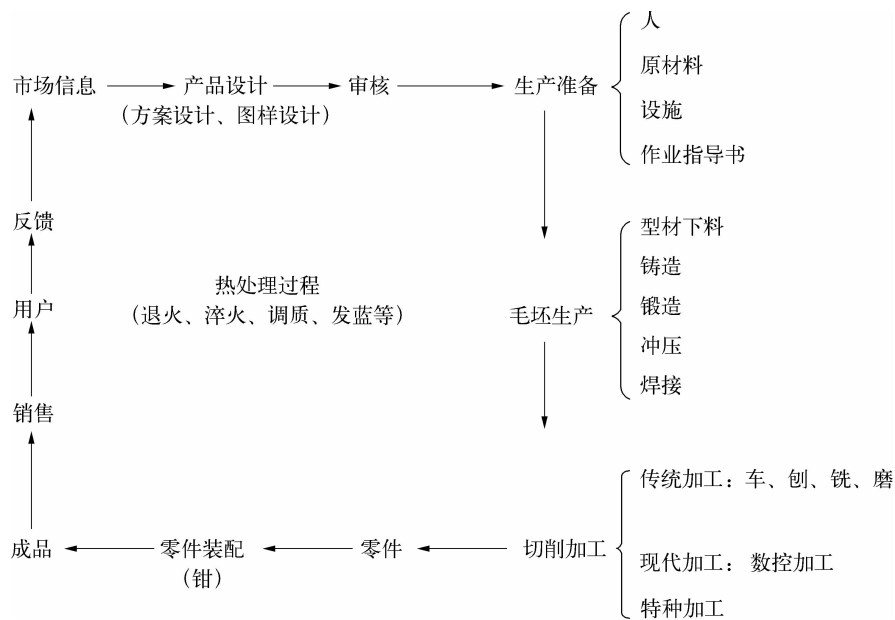 人
原材料
市场信息
产品设计
审核
生产准备
(方案设计、图样设计)
设施
作业指导书
反馈
型材下料
铸造
热处理过程
用户
(退火、淬火、调质、发蓝等)
毛坯生产
锻造
冲压
焊接
销售
传统加工：车、刨、铣、磨
成品
零件装配
零件
切削加工
(钳)
现代加工：数控加工
特种加工